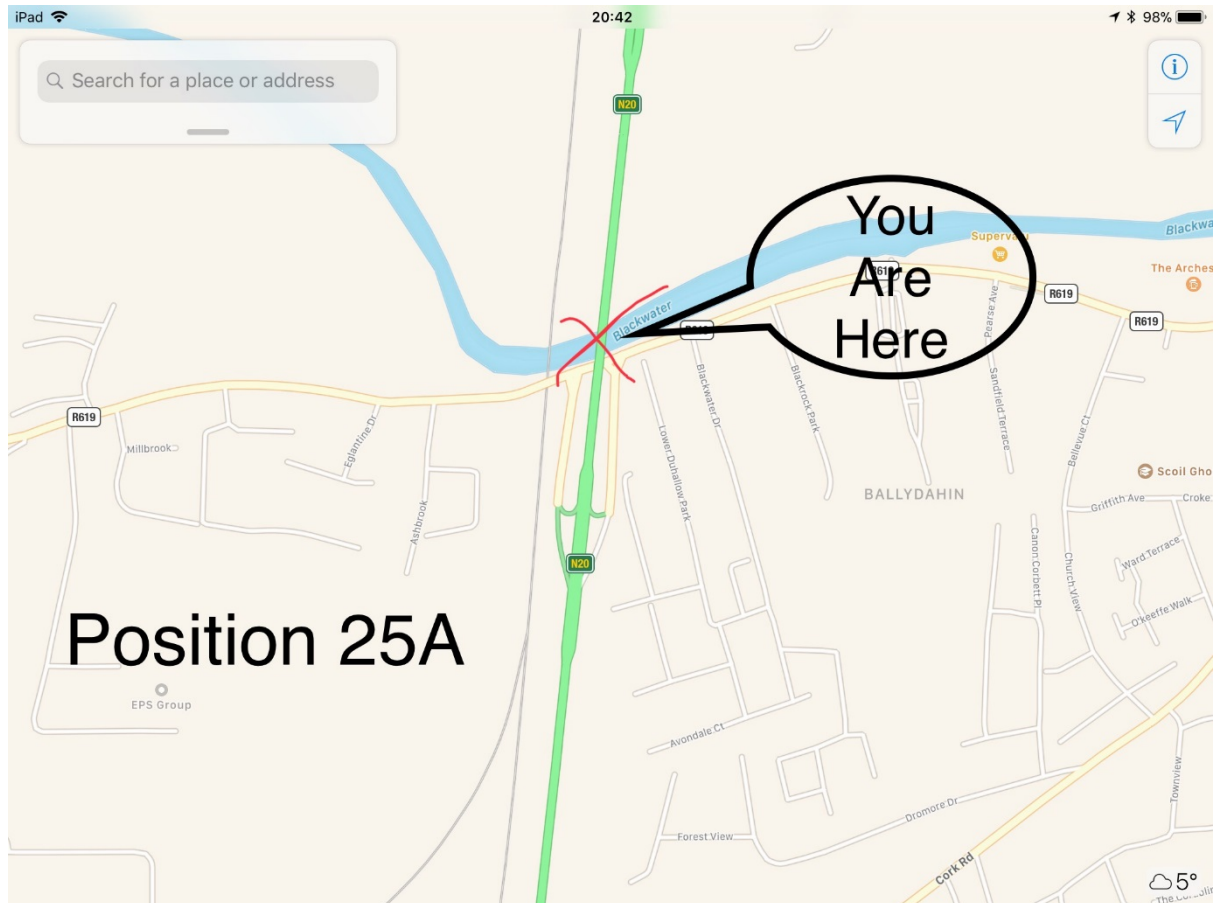 iPad
20:42
98%
Search for a place or address
N20
You
Are
Here
Blackwa
Superv
The Arches
R619
R619
R619
Blackwater
Pearse Ave
Sandfield Terrace
Blackwater Dr
Blackrock Park
Bellevue Ct
R619
Millbrook
Eglantine Dr
Lower Duhallow Park
Scoil Gho
BALLYDAHIN
Griffith Ave
Croke
Ashbrook
Canon Corbett Pl
Church View
Ward Terrace
N20
O'keeffe Walk
Position 25A
EPS Group
Avondale Ct
Townview
Dromore Dr
Forest View
Cork Rd
5°